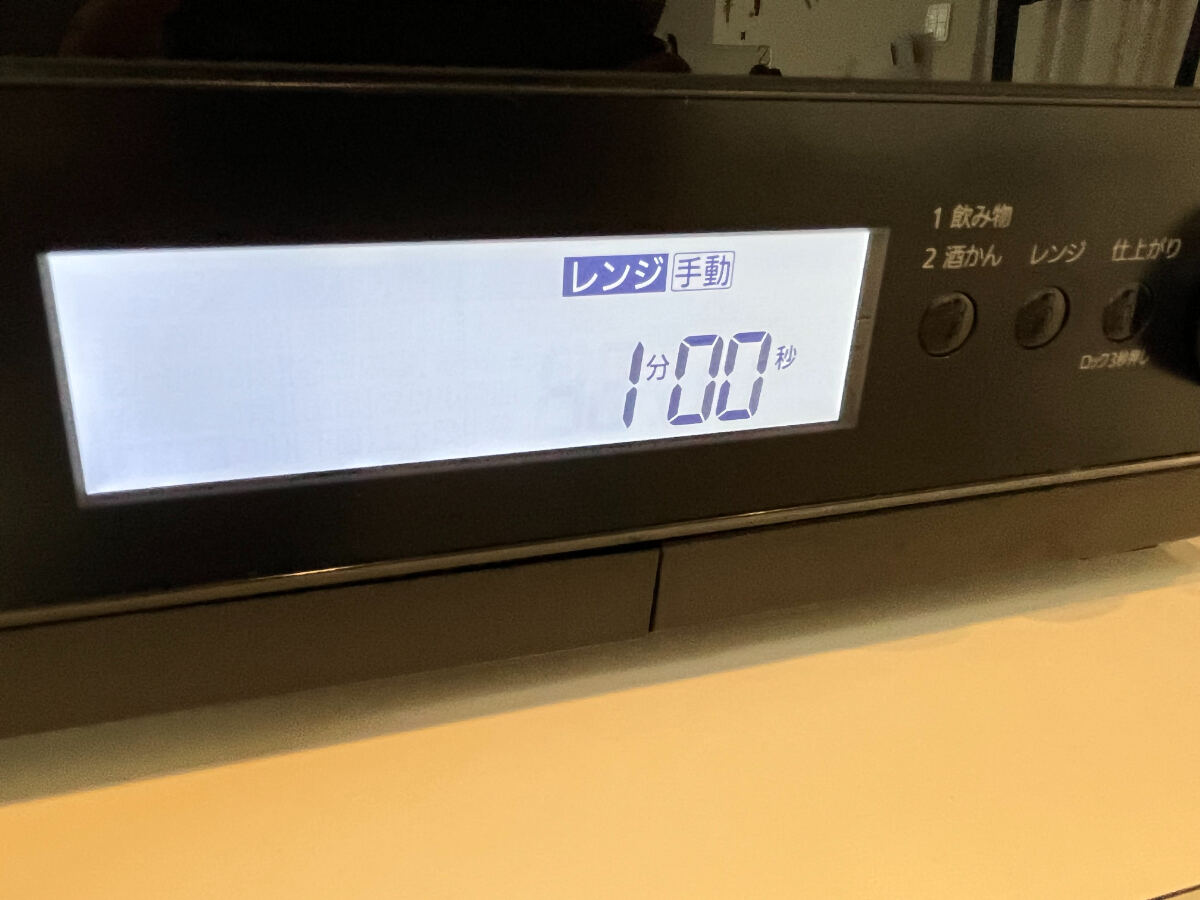 レンジ 手動
1分00秒
1 飲み物
2 酒かん レンジ 仕上がり
ロック3秒押し